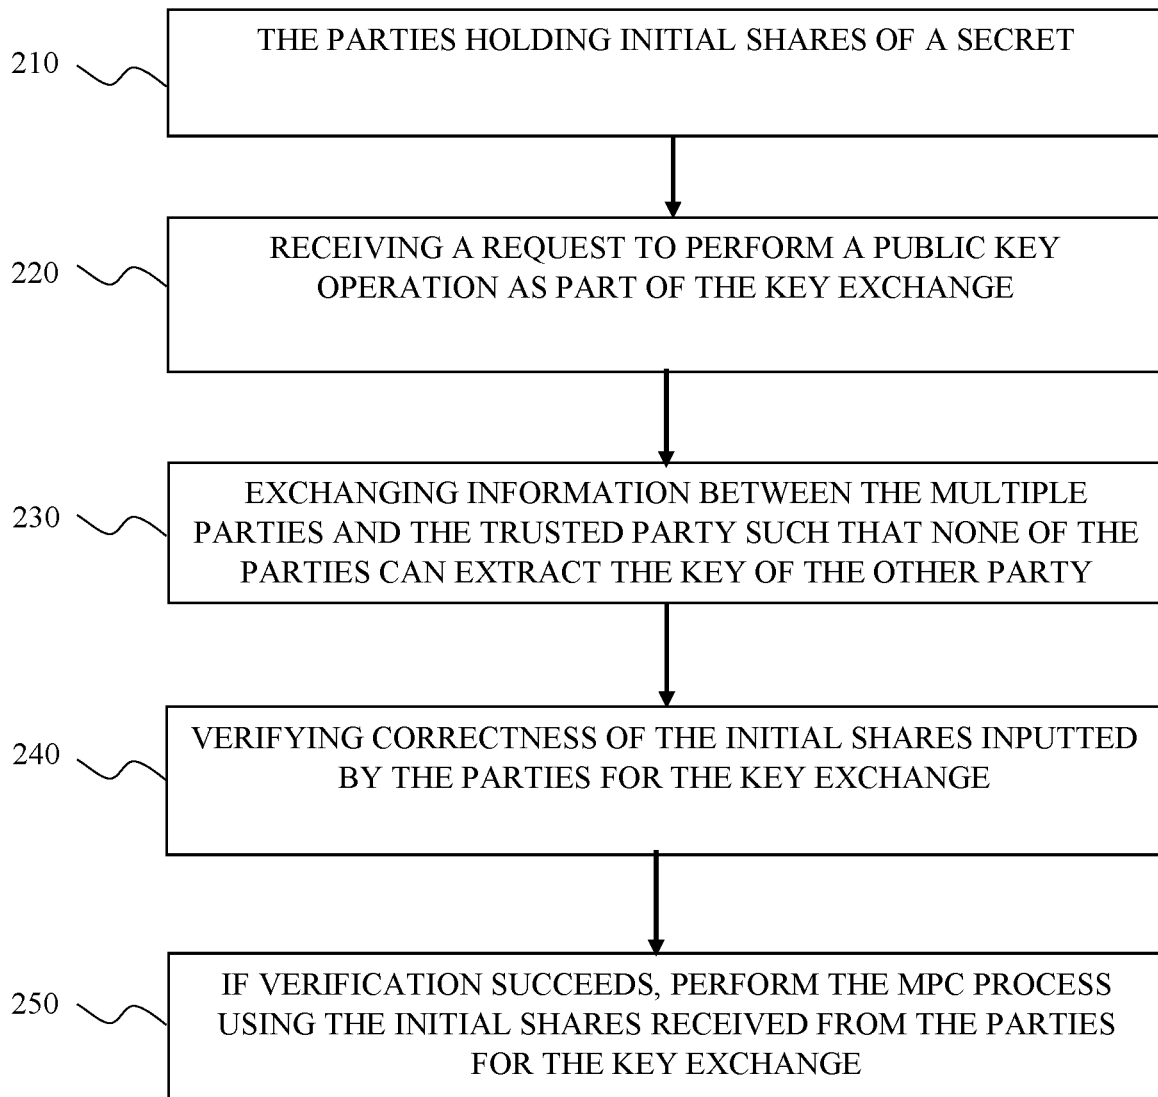 210
THE PARTIES HOLDING INITIAL SHARES OF A SECRET
220
RECEIVING A REQUEST TO PERFORM A PUBLIC KEY
OPERATION AS PART OF THE KEY EXCHANGE
230
EXCHANGING INFORMATION BETWEEN THE MULTIPLE
PARTIES AND THE TRUSTED PARTY SUCH THAT NONE OF THE
PARTIES CAN EXTRACT THE KEY OF THE OTHER PARTY
240
VERIFYING CORRECTNESS OF THE INITIAL SHARES INPUTTED
BY THE PARTIES FOR THE KEY EXCHANGE
250
IF VERIFICATION SUCCEEDS, PERFORM THE MPC PROCESS
USING THE INITIAL SHARES RECEIVED FROM THE PARTIES
FOR THE KEY EXCHANGE